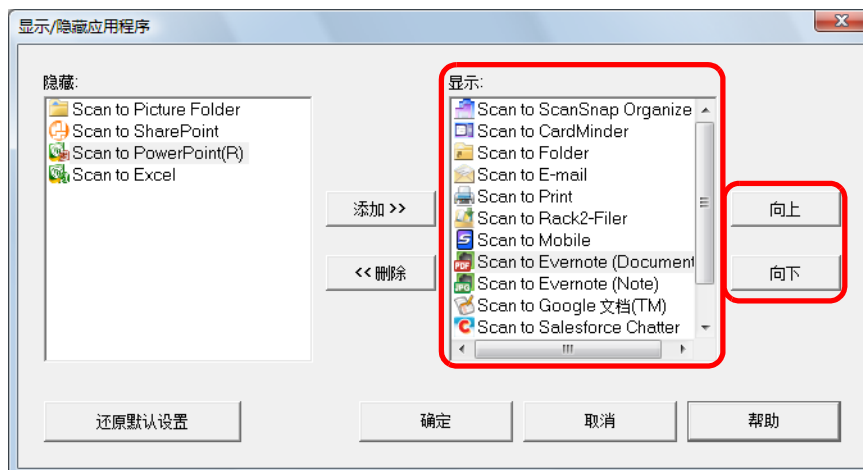 显示/隐藏应用程序
隐藏:
Scan to Picture Folder
Scan to SharePoint
Scan to PowerPoint(R)
Scan to Excel
添加 >>
<< 删除
显示:
Scan to ScanSnap Organize
Scan to CardMinder
Scan to Folder
Scan to E-mail
Scan to Print
Scan to Rack2-Filer
Scan to Mobile
Scan to Evernote (Document
Scan to Evernote (Note)
Scan to Google 文档(TM)
Scan to Salesforce Chatter
向上
向下
还原默认设置
确定
取消
帮助